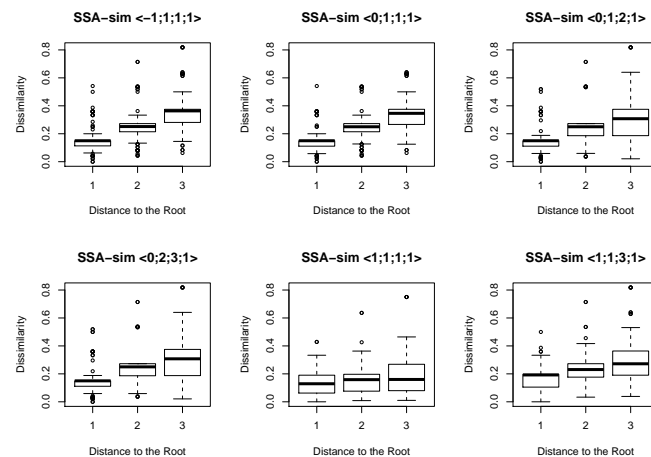 SSA−sim <−1;1;1;1>
Dissimilarity
0.0 0.2 0.4 0.6 0.8
1 2 3
Distance to the Root
SSA−sim <0;1;1;1>
Dissimilarity
0.0 0.2 0.4 0.6 0.8
1 2 3
Distance to the Root
SSA−sim <0;1;2;1>
Dissimilarity
0.0 0.2 0.4 0.6 0.8
1 2 3
Distance to the Root
SSA−sim <0;2;3;1>
Dissimilarity
0.0 0.2 0.4 0.6 0.8
1 2 3
Distance to the Root
SSA−sim <1;1;1;1>
Dissimilarity
0.0 0.2 0.4 0.6 0.8
1 2 3
Distance to the Root
SSA−sim <1;1;3;1>
Dissimilarity
0.0 0.2 0.4 0.6 0.8
1 2 3
Distance to the Root